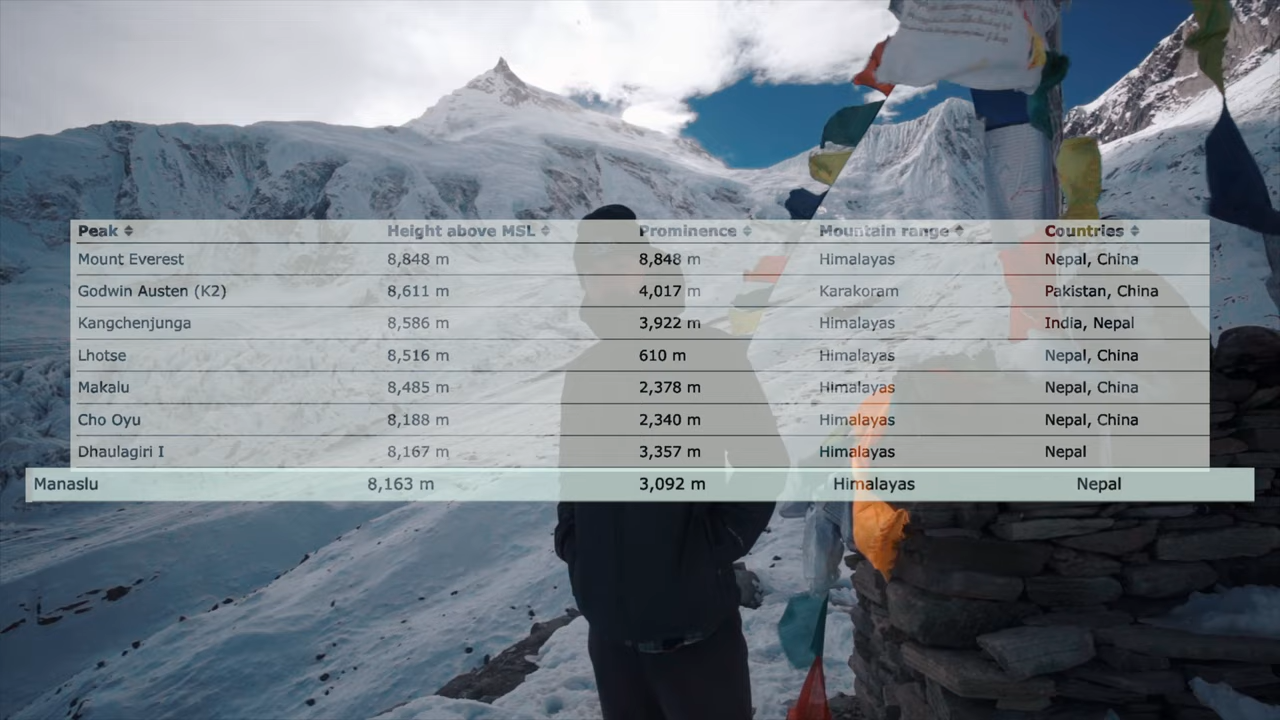 Peak Height above MSL Prominence Mountain range Countries
Mount Everest 8,848 m 8,848 m Himalayas Nepal, China
Godwin Austen (K2) 8,611 m 4,017 m Karakoram Pakistan, China
Kangchenjunga 8,586 m 3,922 m Himalayas India, Nepal
Lhotse 8,516 m 610 m Himalayas Nepal, China
Makalu 8,485 m 2,378 m Himalayas Nepal, China
Cho Oyu 8,188 m 2,340 m Himalayas Nepal, China
Dhaulagiri I 8,167 m 3,357 m Himalayas Nepal
Manaslu 8,163 m 3,092 m Himalayas Nepal